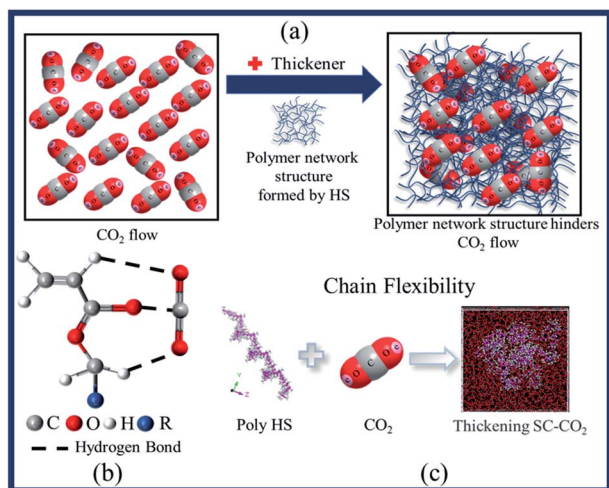 (a)
Thickener
Polymer network
structure
formed by HS
CO₂ flow
Polymer network structure hinders
CO₂ flow
C O H R
Hydrogen Bond
(b)
Chain Flexibility
Poly HS
CO₂
Thickening SC-CO₂
(c)